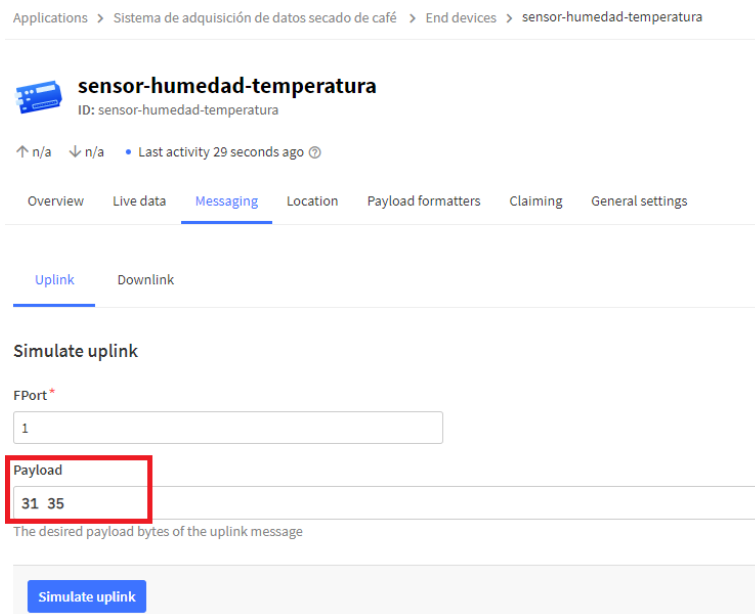 Applications > Sistema de adquisición de datos secado de café > End devices > sensor-humedad-temperatura
sensor-humedad-temperatura
ID: sensor-humedad-temperatura
↑ n/a ↓ n/a • Last activity 29 seconds ago ?
Overview Live data Messaging Location Payload formatters Claiming General settings
Uplink Downlink
Simulate uplink
FPort*
1
Payload
31 35
The desired payload bytes of the uplink message
Simulate uplink